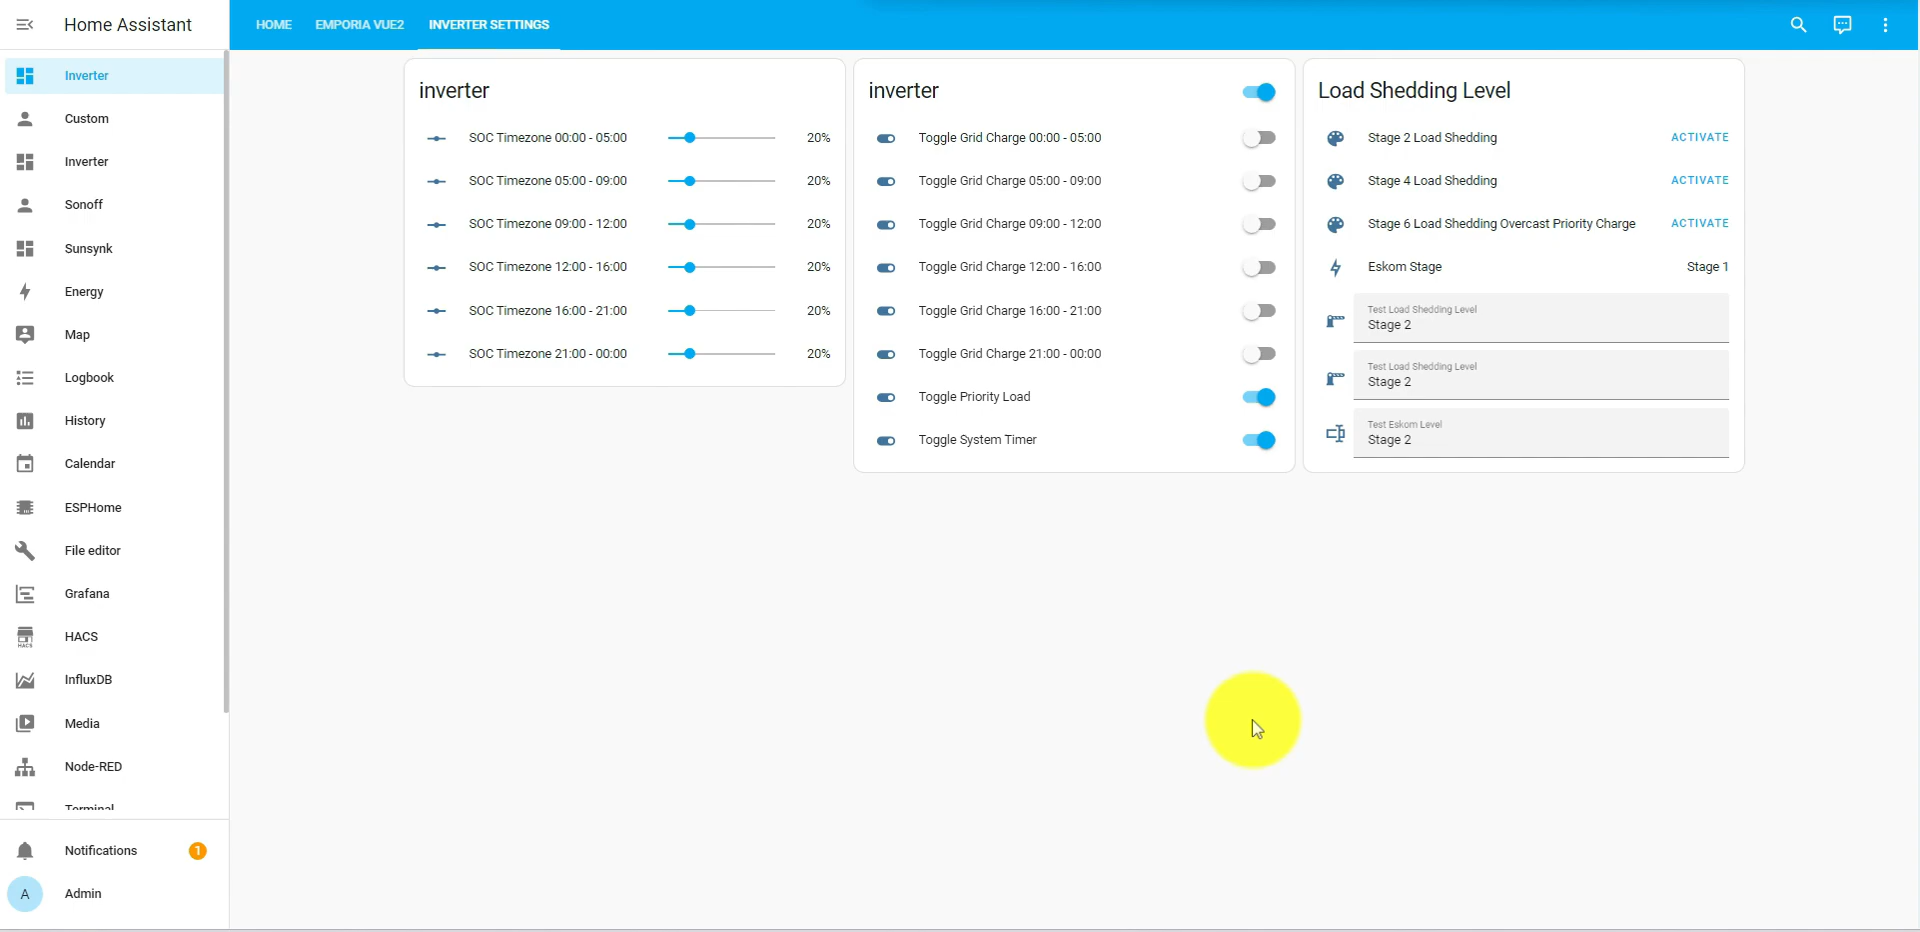 Home Assistant
HOME
EMPORIA VUE2
INVERTER SETTINGS
Inverter
Custom
Inverter
Sonoff
Sunsynk
Energy
Map
Logbook
History
Calendar
ESPHome
File editor
Grafana
HACS
HACS
InfluxDB
Media
Node-RED
Terminal
Notifications 1
A Admin
inverter
SOC Timezone 00:00 - 05:00 20%
SOC Timezone 05:00 - 09:00 20%
SOC Timezone 09:00 - 12:00 20%
SOC Timezone 12:00 - 16:00 20%
SOC Timezone 16:00 - 21:00 20%
SOC Timezone 21:00 - 00:00 20%
inverter
Toggle Grid Charge 00:00 - 05:00
Toggle Grid Charge 05:00 - 09:00
Toggle Grid Charge 09:00 - 12:00
Toggle Grid Charge 12:00 - 16:00
Toggle Grid Charge 16:00 - 21:00
Toggle Grid Charge 21:00 - 00:00
Toggle Priority Load
Toggle System Timer
Load Shedding Level
Stage 2 Load Shedding ACTIVATE
Stage 4 Load Shedding ACTIVATE
Stage 6 Load Shedding Overcast Priority Charge ACTIVATE
Eskom Stage Stage 1
Test Load Shedding Level
Stage 2
Test Load Shedding Level
Stage 2
Test Eskom Level
Stage 2